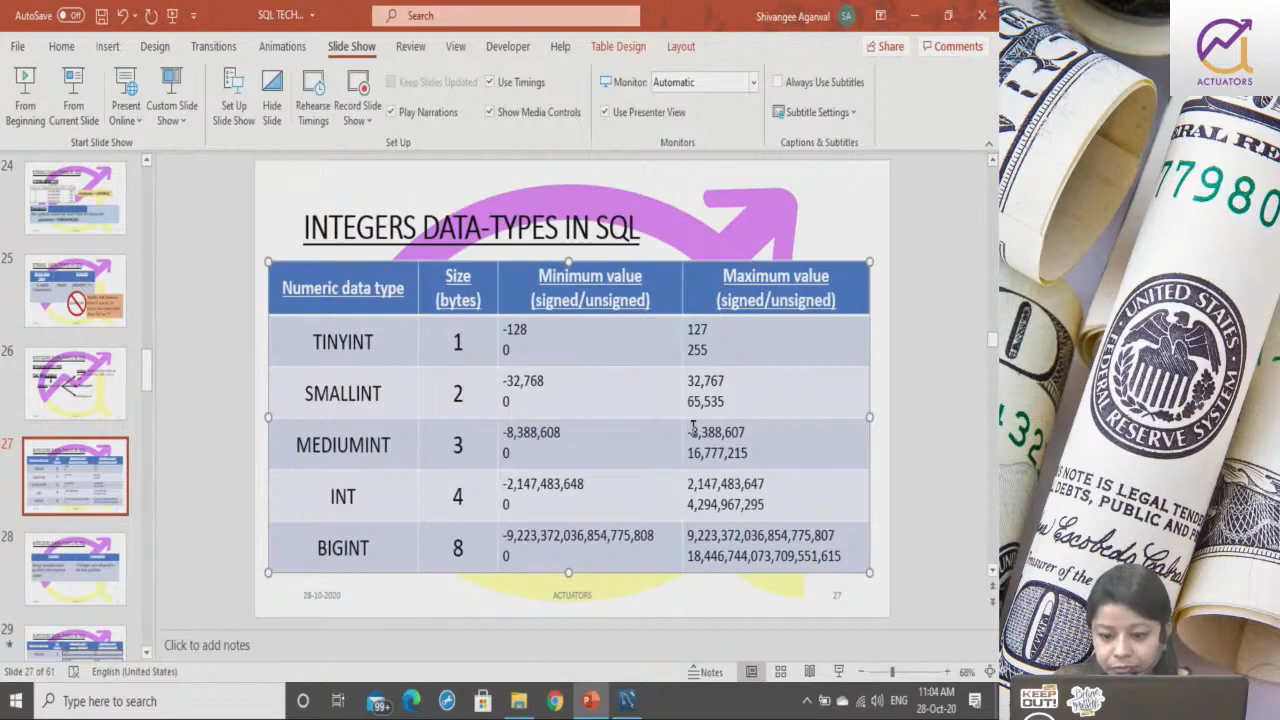 AutoSave Off
SQL TECH...
Search
Shivangee Agarwal SA
File Home Insert Design Transitions Animations Slide Show Review View Developer Help Table Design Layout Share Comments
From Beginning
From Current Slide
Present Online
Custom Slide Show
Start Slide Show
Set Up Slide Show
Hide Slide
Rehearse Timings
Record Slide Show
Keep Slides Updated
Use Timings
Play Narrations
Show Media Controls
Set Up
Monitor: Automatic
Use Presenter View
Monitors
Always Use Subtitles
Subtitle Settings
Captions & Subtitles
24
25
26
27
28
29
INTEGERS DATA-TYPES IN SQL
Numeric data type Size (bytes) Minimum value (signed/unsigned) Maximum value (signed/unsigned)
TINYINT 1 -128 0 127 255
SMALLINT 2 -32,768 0 32,767 65,535
MEDIUMINT 3 -8,388,608 0 -8,388,607 16,777,215
INT 4 -2,147,483,648 0 2,147,483,647 4,294,967,295
BIGINT 8 -9,223,372,036,854,775,808 0 9,223,372,036,854,775,807 18,446,744,073,709,551,615
28-10-2020 ACTUATORS 27
Click to add notes
Slide 27 of 61 English (United States) Notes 68%
Type here to search
99+
ENG
11:04 AM
28-Oct-20
ACTUATORS
77980
UNITED STATES
FEDERAL RESERVE SYSTEM
KEEP OUT!